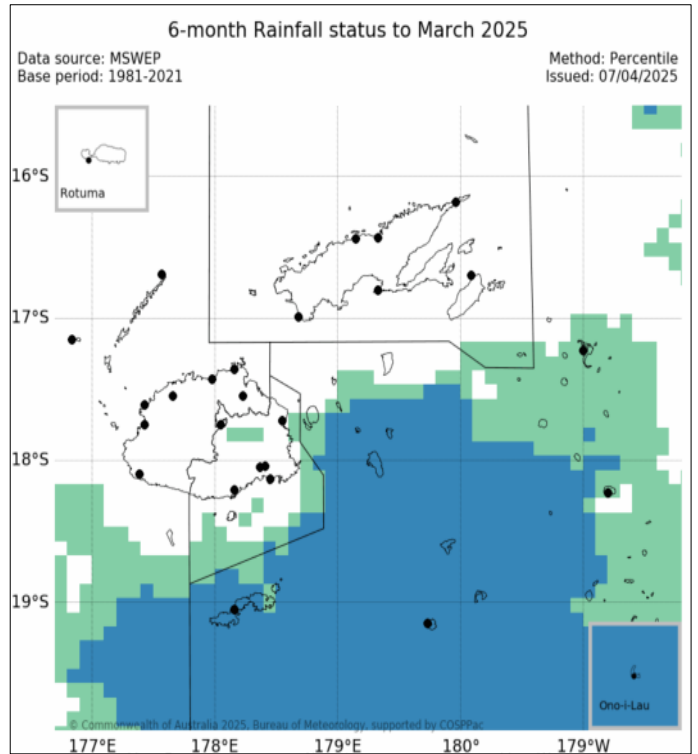 6-month Rainfall status to March 2025
Data source: MSWEP
Base period: 1981-2021
Method: Percentile
Issued: 07/04/2025
Rotuma
16°S
17°S
18°S
19°S
Ono-i-Lau
© Commonwealth of Australia 2025, Bureau of Meteorology, supported by COSPPac
177°E
178°E
179°E
180°
179°W